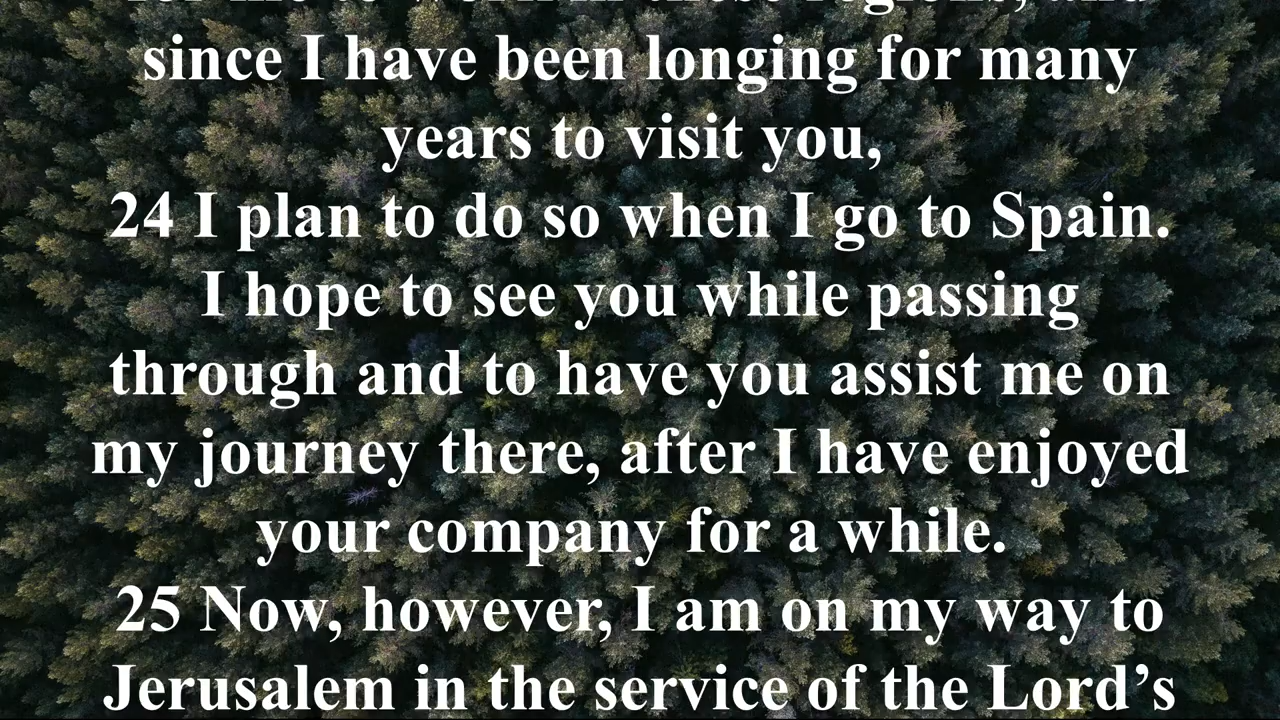 since I have been longing for many
years to visit you,
24 I plan to do so when I go to Spain.
I hope to see you while passing
through and to have you assist me on
my journey there, after I have enjoyed
your company for a while.
25 Now, however, I am on my way to
Jerusalem in the service of the Lord’s